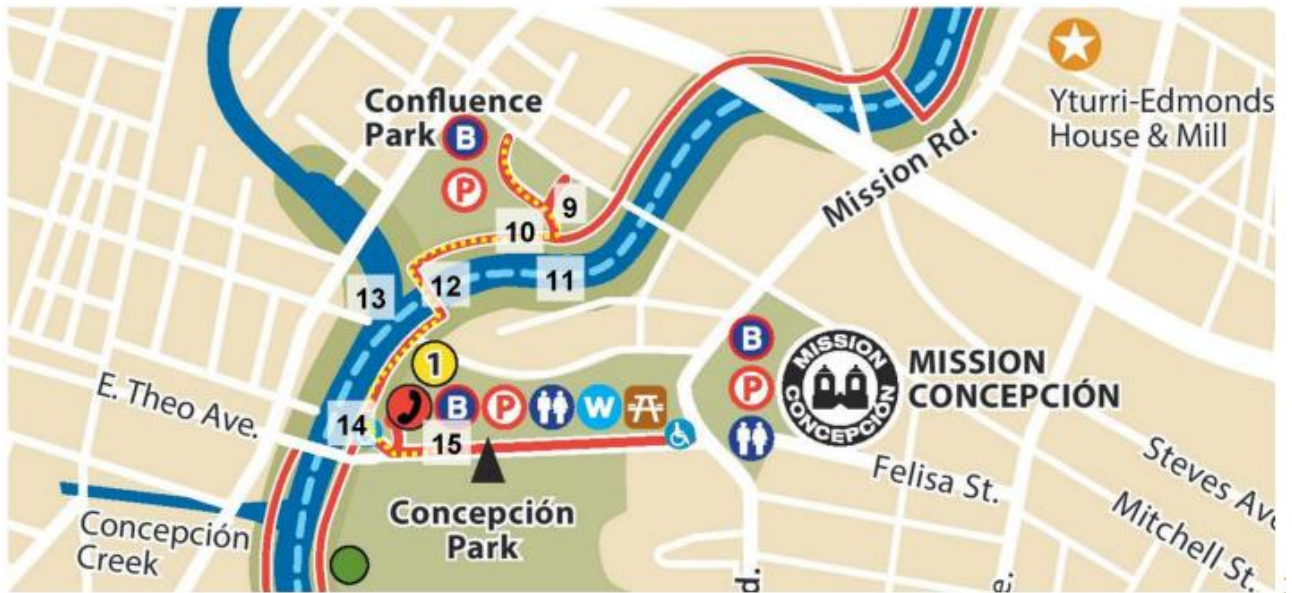 Confluence
Park
B
P
Yturri-Edmonds
House & Mill
Mission Rd.
9
10
11
12
13
1
B
P
MISSION
CONCEPCIÓN
MISSION
CONCEPCIÓN
E. Theo Ave.
B
P
W
14
15
Felisa St.
Steves Av
Mitchell St.
Concepción
Park
Concepción
Creek
d.
e.